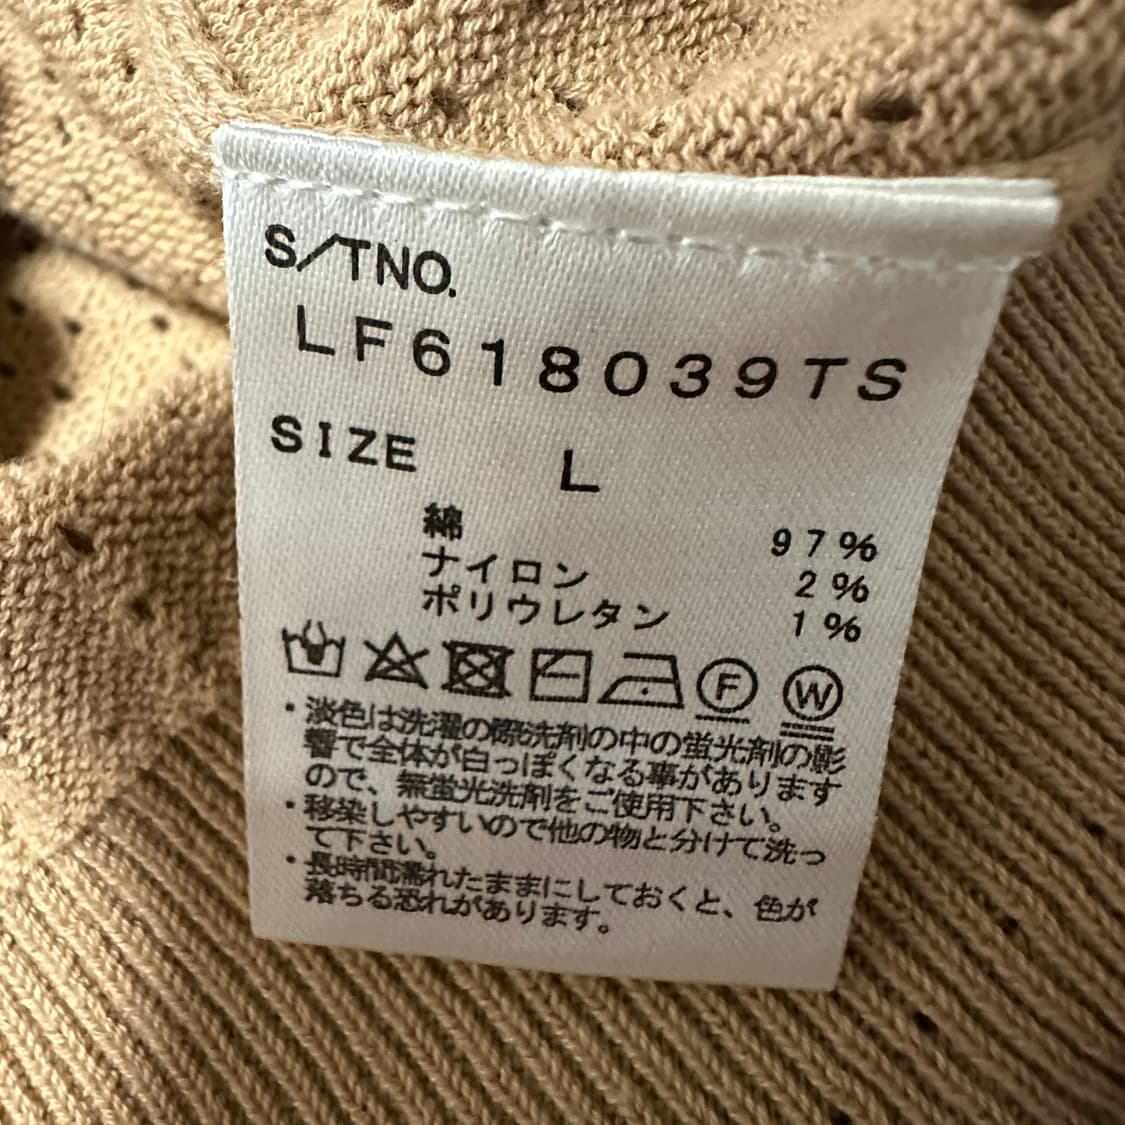 S/TNO.
LF618039TS
SIZE L
綿 97%
ナイロン 2%
ポリウレタン 1%
F W
・淡色は洗濯の際洗剤の中の蛍光剤の影
響で全体が白っぽくなる事があります
ので、無蛍光洗剤をご使用下さい。
・移染しやすいので他の物と分けて洗っ
て下さい。
・長時間濡れたままにしておくと、色が
落ちる恐れがあります。